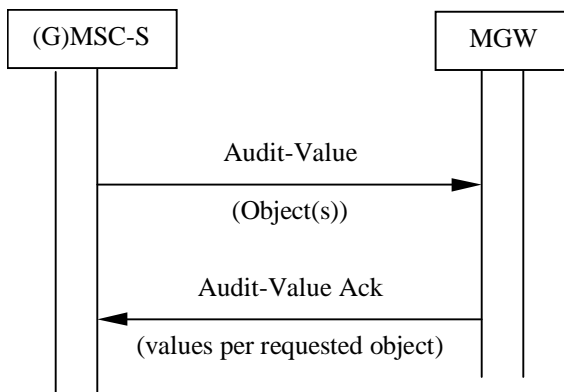 (G)MSC-S
MGW
Audit-Value
(Object(s))
Audit-Value Ack
(values per requested object)